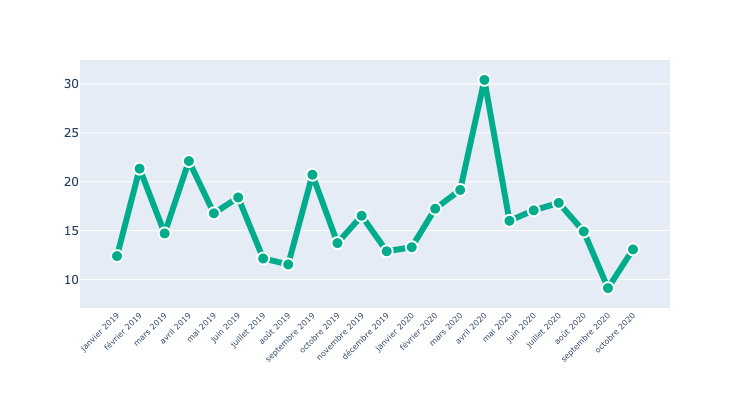 30
25
20
15
10
janvier 2019
février 2019
mars 2019
avril 2019
mai 2019
juin 2019
juillet 2019
août 2019
septembre 2019
octobre 2019
novembre 2019
décembre 2019
janvier 2020
février 2020
mars 2020
avril 2020
mai 2020
juin 2020
juillet 2020
août 2020
septembre 2020
octobre 2020